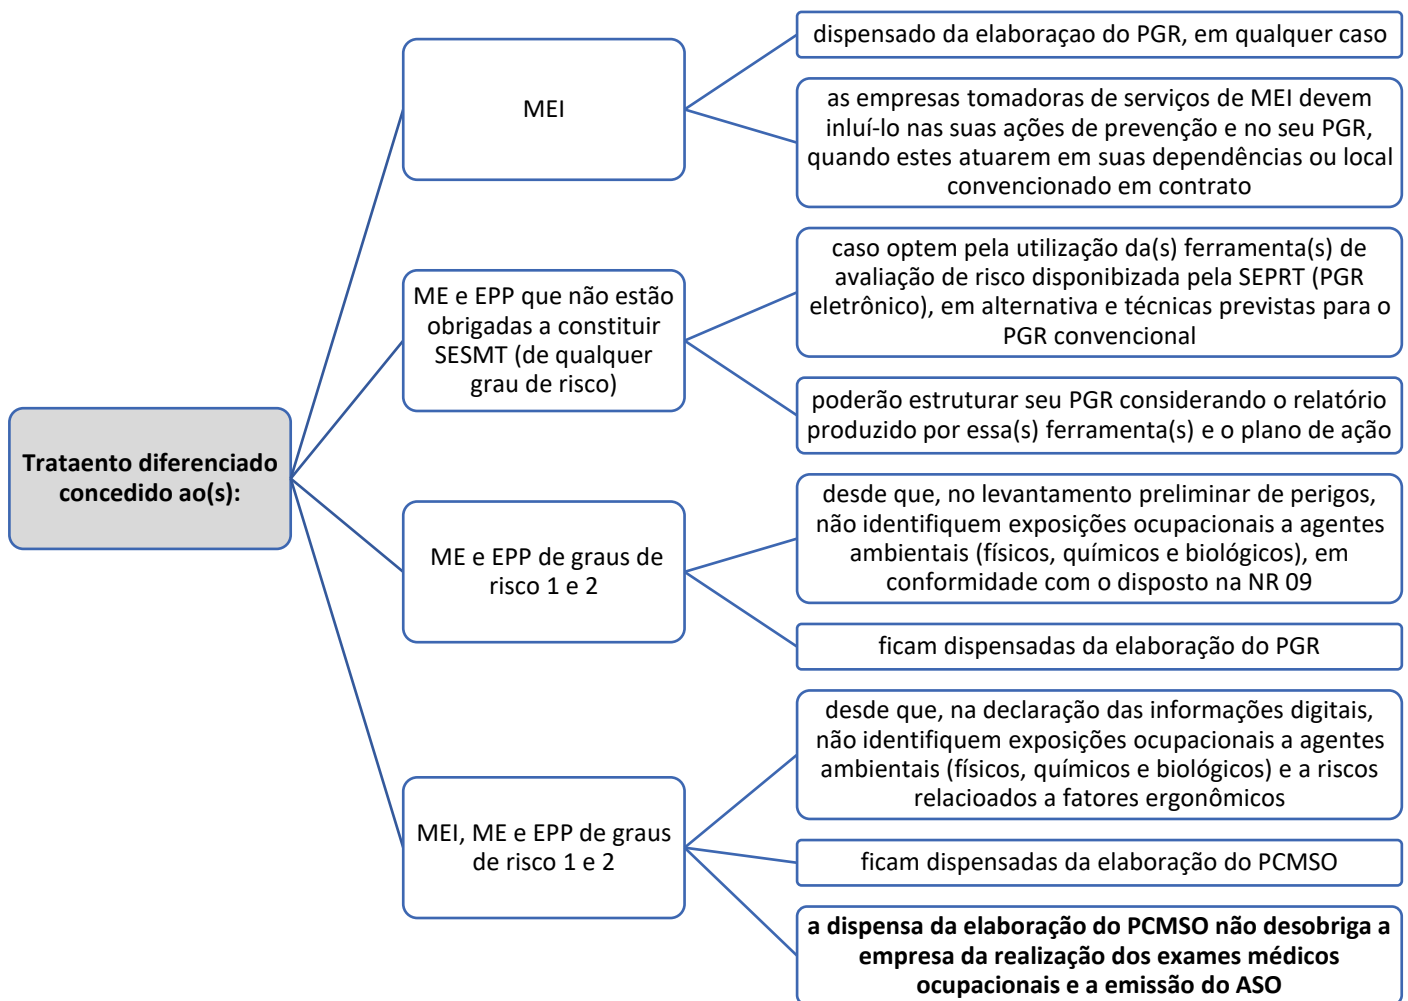 Trataento diferenciado
concedido ao(s):
MEI
dispensado da elaboraçao do PGR, em qualquer caso
as empresas tomadoras de serviços de MEI devem
inluí-lo nas suas ações de prevenção e no seu PGR,
quando estes atuarem em suas dependências ou local
convencionado em contrato
ME e EPP que não estão
obrigadas a constituir
SESMT (de qualquer
grau de risco)
caso optem pela utilização da(s) ferramenta(s) de
avaliação de risco disponibizada pela SEPRT (PGR
eletrônico), em alternativa e técnicas previstas para o
PGR convencional
poderão estruturar seu PGR considerando o relatório
produzido por essa(s) ferramenta(s) e o plano de ação
ME e EPP de graus de
risco 1 e 2
desde que, no levantamento preliminar de perigos,
não identifiquem exposições ocupacionais a agentes
ambientais (físicos, químicos e biológicos), em
conformidade com o disposto na NR 09
ficam dispensadas da elaboração do PGR
MEI, ME e EPP de graus
de risco 1 e 2
desde que, na declaração das informações digitais,
não identifiquem exposições ocupacionais a agentes
ambientais (físicos, químicos e biológicos) e a riscos
relacioados a fatores ergonômicos
ficam dispensadas da elaboração do PCMSO
a dispensa da elaboração do PCMSO não desobriga a
empresa da realização dos exames médicos
ocupacionais e a emissão do ASO